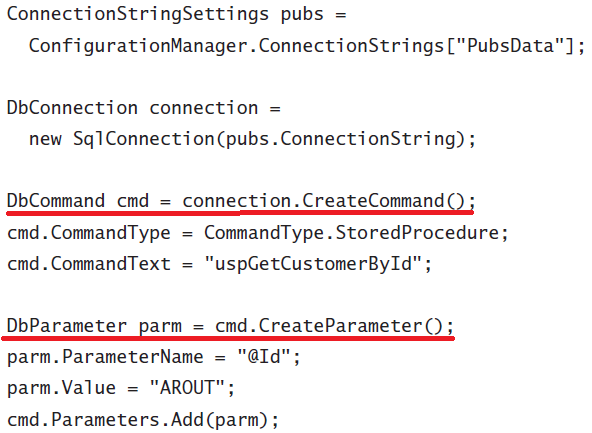 ConnectionStringSettings pubs =
ConfigurationManager.ConnectionStrings["PubsData"];
DbConnection connection =
new SqlConnection(pubs.ConnectionString);
DbCommand cmd = connection.CreateCommand();
cmd.CommandType = CommandType.StoredProcedure;
cmd.CommandText = "uspGetCustomerById";
DbParameter parm = cmd.CreateParameter();
parm.ParameterName = "@Id";
parm.Value = "AROUT";
cmd.Parameters.Add(parm);